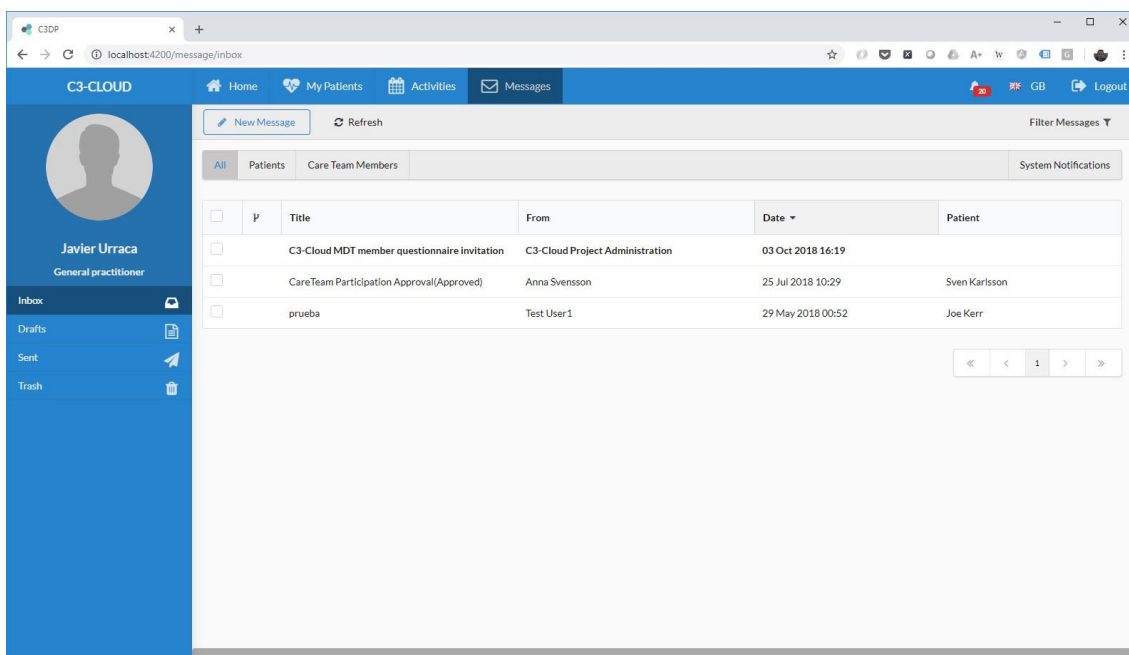 C3DP
localhost:4200/message/inbox
C3-CLOUD Home My Patients Activities Messages 20 GB Logout
New Message Refresh Filter Messages
All Patients Care Team Members System Notifications
Title From Date Patient
C3-Cloud MDT member questionnaire invitation C3-Cloud Project Administration 03 Oct 2018 16:19
CareTeam Participation Approval(Approved) Anna Svensson 25 Jul 2018 10:29 Sven Karlsson
prueba Test User1 29 May 2018 00:52 Joe Kerr
« < 1 > »
Javier Urraca
General practitioner
Inbox
Drafts
Sent
Trash